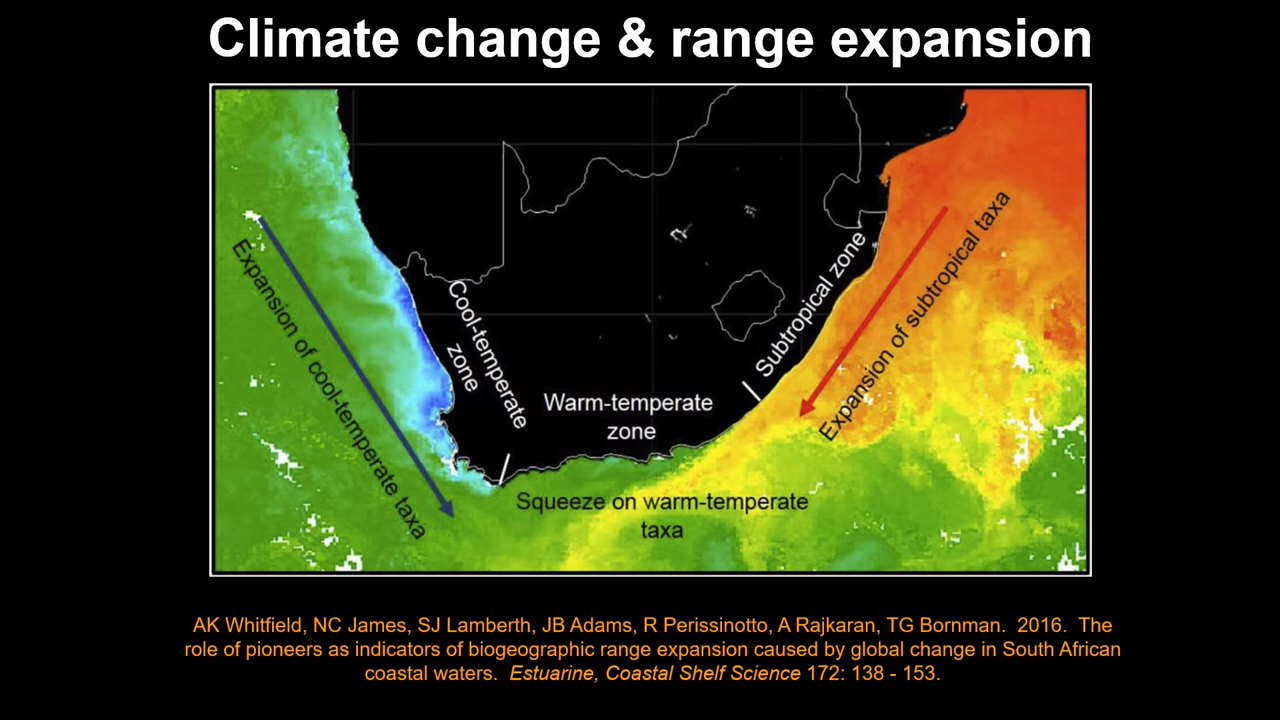 Climate change & range expansion
Expansion of cool-temperate taxa
Cool-temperate
zone
Warm-temperate
zone
Subtropical zone
Expansion of subtropical taxa
Squeeze on warm-temperate
taxa
AK Whitfield, NC James, SJ Lamberth, JB Adams, R Perissinotto, A Rajkaran, TG Bornman.  2016.  The
role of pioneers as indicators of biogeographic range expansion caused by global change in South African
coastal waters.  Estuarine, Coastal Shelf Science 172: 138 - 153.